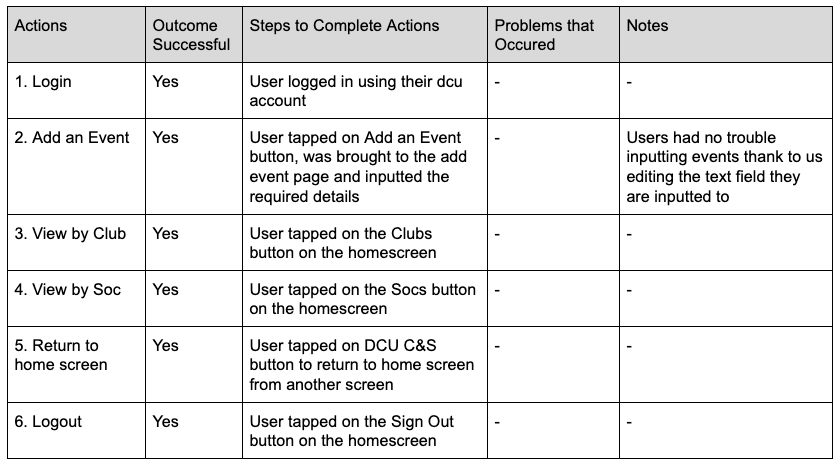 Actions
Outcome
Successful
Steps to Complete Actions
Problems that
Occured
Notes
1. Login
Yes
User logged in using their dcu
account
-
-
2. Add an Event
Yes
User tapped on Add an Event
button, was brought to the add
event page and inputted the
required details
-
Users had no trouble
inputting events thanks to us
editing the text field they
are inputted to
3. View by Club
Yes
User tapped on the Clubs
button on the homescreen
-
-
4. View by Soc
Yes
User tapped on the Socs button
on the homescreen
-
-
5. Return to
home screen
Yes
User tapped on DCU C&S
button to return to home screen
from another screen
-
-
6. Logout
Yes
User tapped on the Sign Out
button on the homescreen
-
-